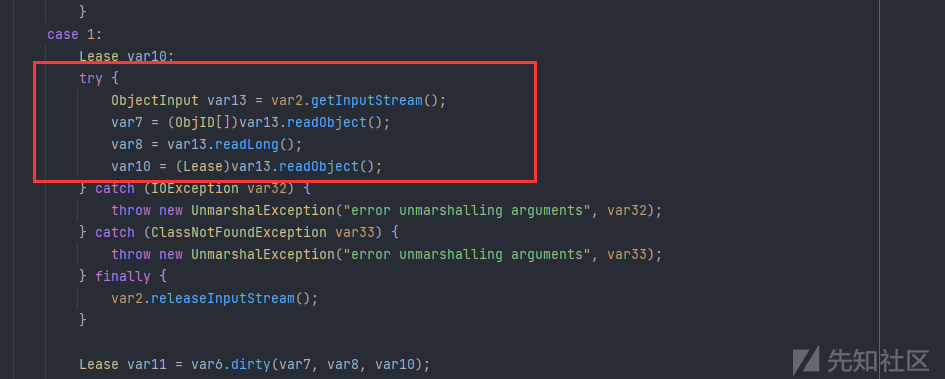 }
case 1:
Lease var10;
try {
ObjectInput var13 = var2.getInputStream();
var7 = (ObjID[])var13.readObject();
var8 = var13.readLong();
var10 = (Lease)var13.readObject();
} catch (IOException var32) {
throw new UnmarshalException("error unmarshalling arguments", var32);
} catch (ClassNotFoundException var33) {
throw new UnmarshalException("error unmarshalling arguments", var33);
} finally {
var2.releaseInputStream();
}
Lease var11 = var6.dirty(var7, var8, var10);
先知社区